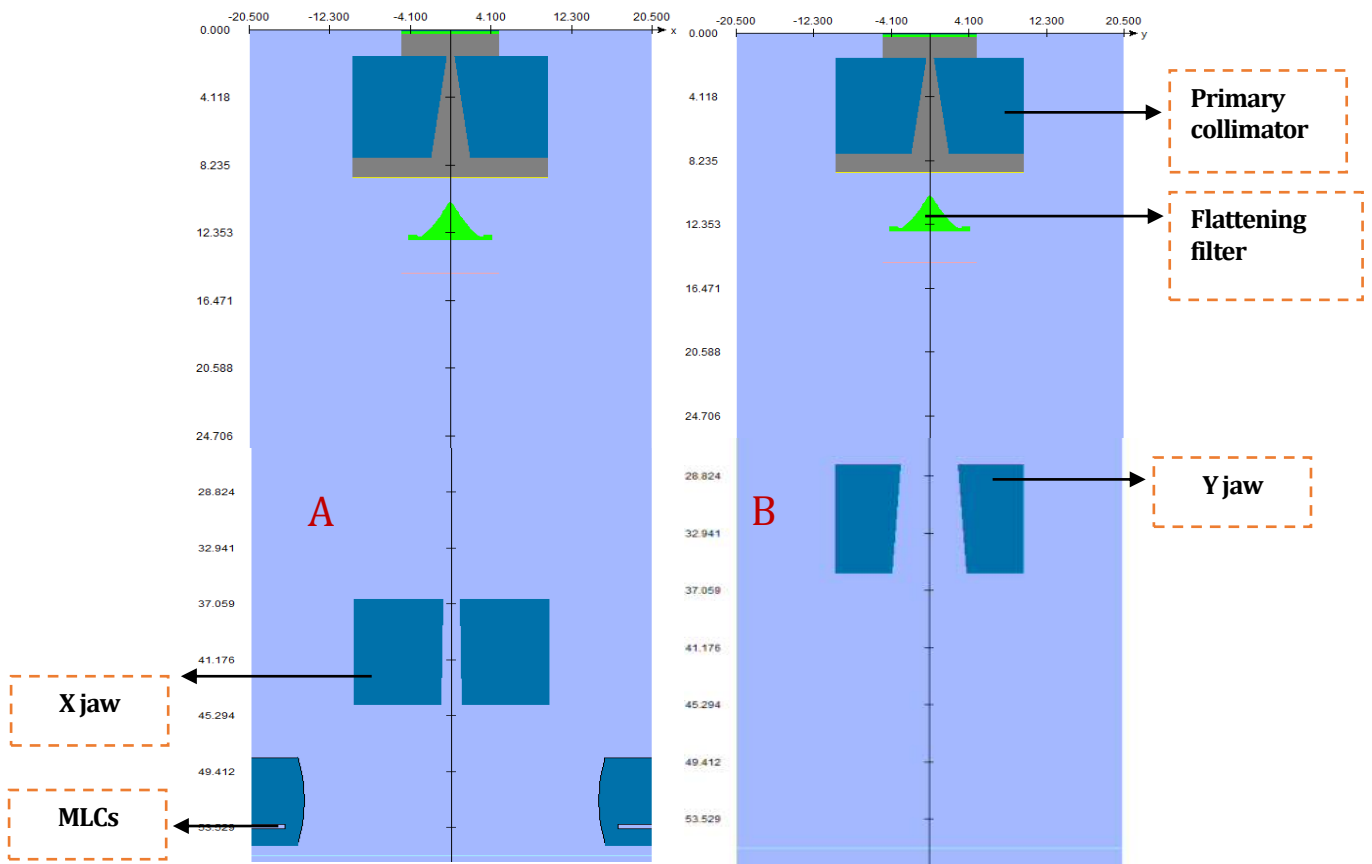 -20.500 -12.300 -4.100 4.100 12.300 20.500
x
0.000
4.118
8.235
12.353
16.471
20.588
24.706
28.824
32.941
37.059
41.176
45.294
49.412
53.529
A
X jaw
MLCs
-20.500 -12.300 -4.100 4.100 12.300 20.500
y
0.000
4.118
8.235
12.353
16.471
20.588
24.706
28.824
32.941
37.059
41.176
45.294
49.412
53.529
B
Primary
collimator
Flattening
filter
Y jaw